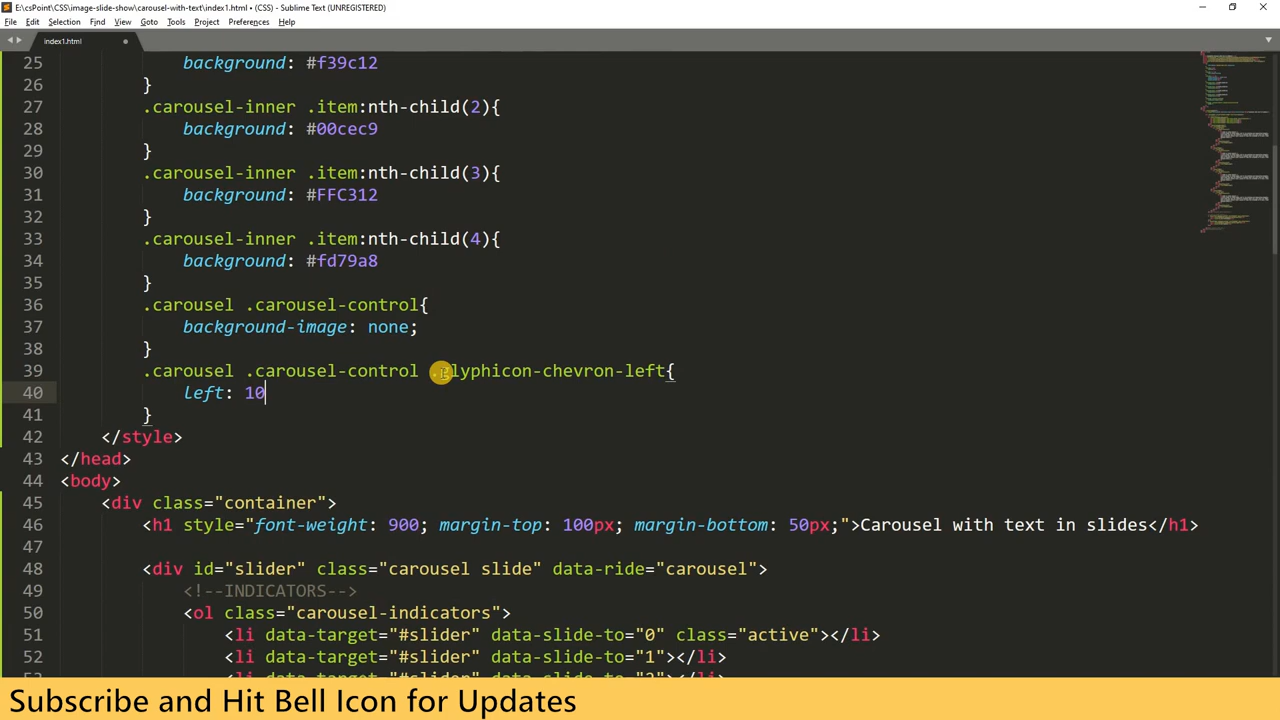 E:\csPoint\CSS\image-slide-show\carousel-with-text\index1.html • (CSS) - Sublime Text (UNREGISTERED)
File Edit Selection Find View Goto Tools Project Preferences Help
index1.html
25 background: #f39c12
26 }
27 .carousel-inner .item:nth-child(2){
28 background: #00cec9
29 }
30 .carousel-inner .item:nth-child(3){
31 background: #FFC312
32 }
33 .carousel-inner .item:nth-child(4){
34 background: #fd79a8
35 }
36 .carousel .carousel-control{
37 background-image: none;
38 }
39 .carousel .carousel-control .glyphicon-chevron-left{
40 left: 10
41 }
42 </style>
43 </head>
44 <body>
45 <div class="container">
46 <h1 style="font-weight: 900; margin-top: 100px; margin-bottom: 50px;">Carousel with text in slides</h1>
47
48 <div id="slider" class="carousel slide" data-ride="carousel">
49 <!--INDICATORS-->
50 <ol class="carousel-indicators">
51 <li data-target="#slider" data-slide-to="0" class="active"></li>
52 <li data-target="#slider" data-slide-to="1"></li>
Subscribe and Hit Bell Icon for Updates